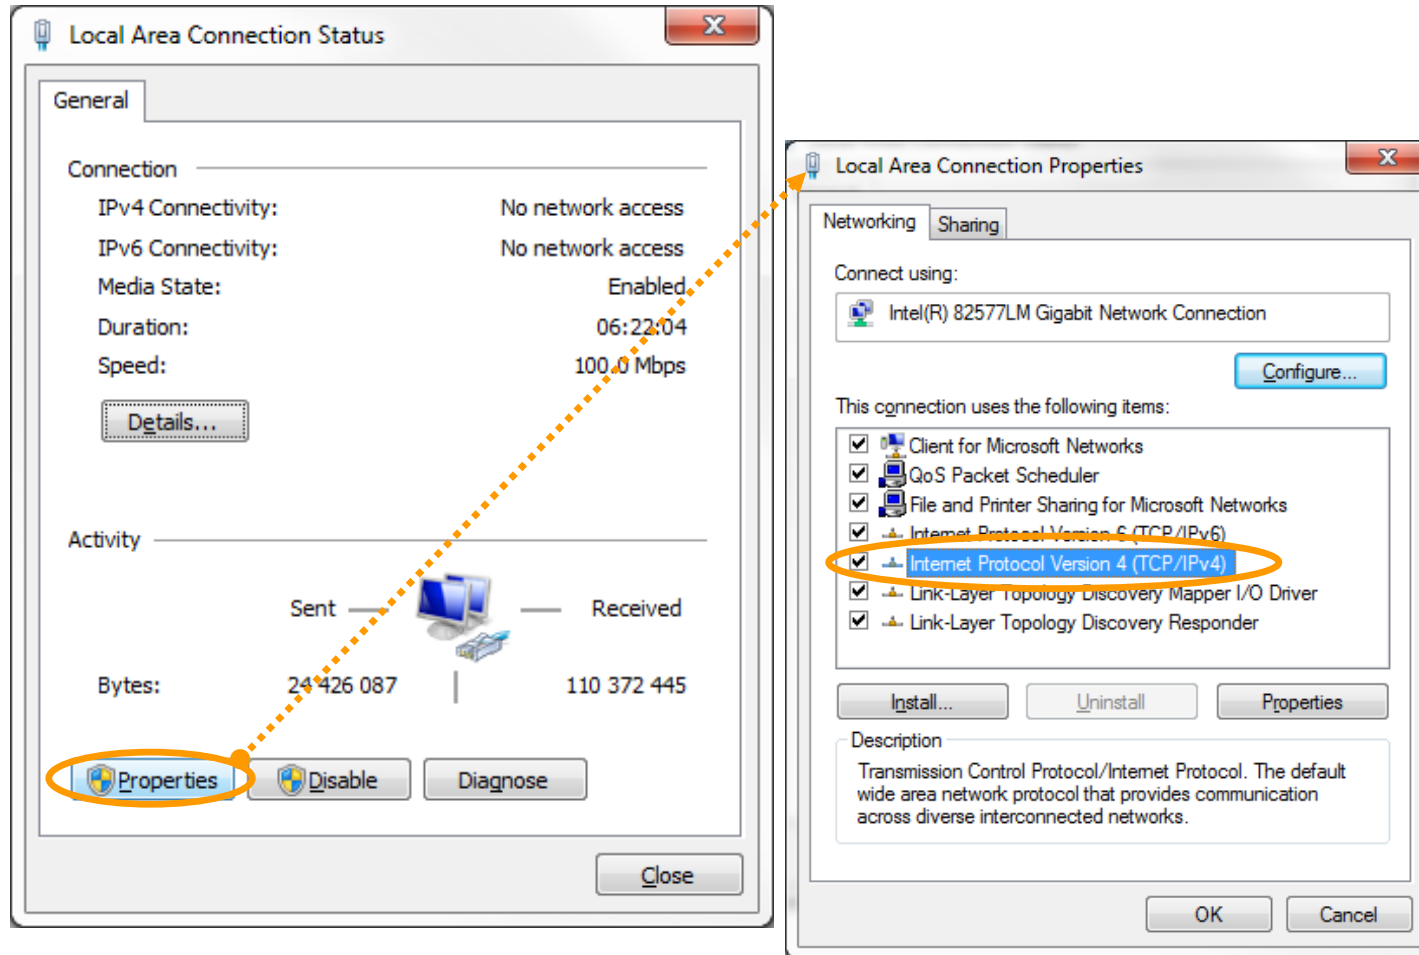 Local Area Connection Status
General
Connection
IPv4 Connectivity: No network access
IPv6 Connectivity: No network access
Media State: Enabled
Duration: 06:22:04
Speed: 100.0 Mbps
Details...
Activity
Sent Received
Bytes: 24 426 087 110 372 445
Properties Disable Diagnose
Close
Local Area Connection Properties
Networking Sharing
Connect using:
Intel(R) 82577LM Gigabit Network Connection
Configure...
This connection uses the following items:
Client for Microsoft Networks
QoS Packet Scheduler
File and Printer Sharing for Microsoft Networks
Internet Protocol Version 6 (TCP/IPv6)
Internet Protocol Version 4 (TCP/IPv4)
Link-Layer Topology Discovery Mapper I/O Driver
Link-Layer Topology Discovery Responder
Install... Uninstall Properties
Description
Transmission Control Protocol/Internet Protocol. The default
wide area network protocol that provides communication
across diverse interconnected networks.
OK Cancel